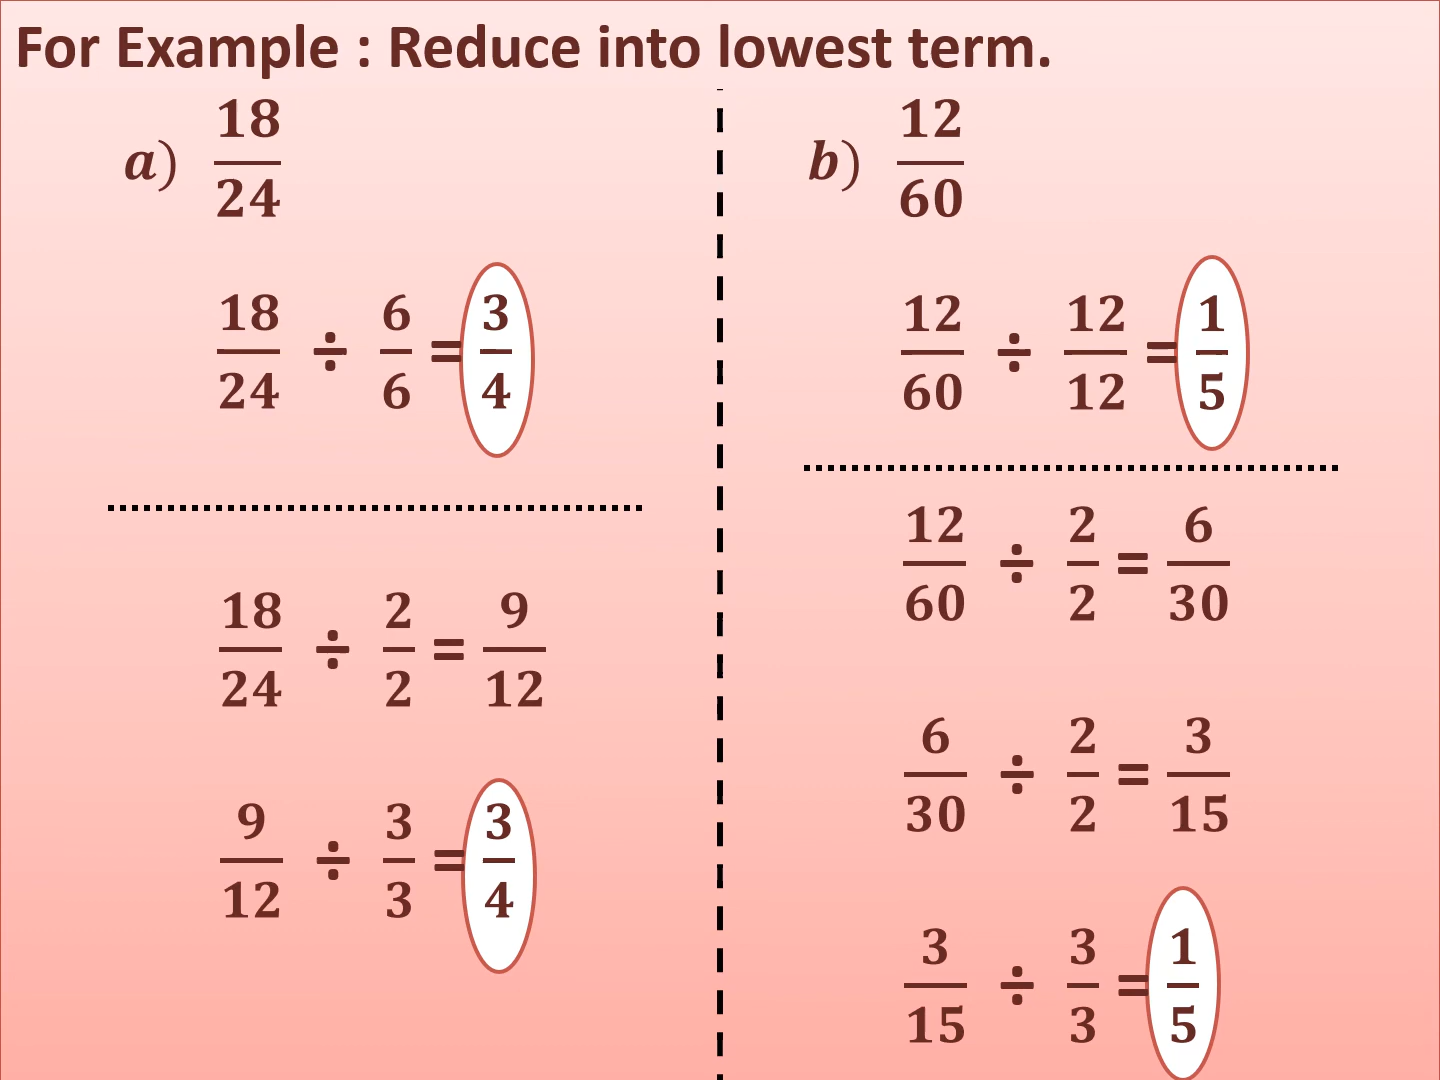 For Example : Reduce into lowest term.
a) 18/24
18/24 ÷ 6/6 = 3/4
18/24 ÷ 2/2 = 9/12
9/12 ÷ 3/3 = 3/4
b) 12/60
12/60 ÷ 12/12 = 1/5
12/60 ÷ 2/2 = 6/30
6/30 ÷ 2/2 = 3/15
3/15 ÷ 3/3 = 1/5